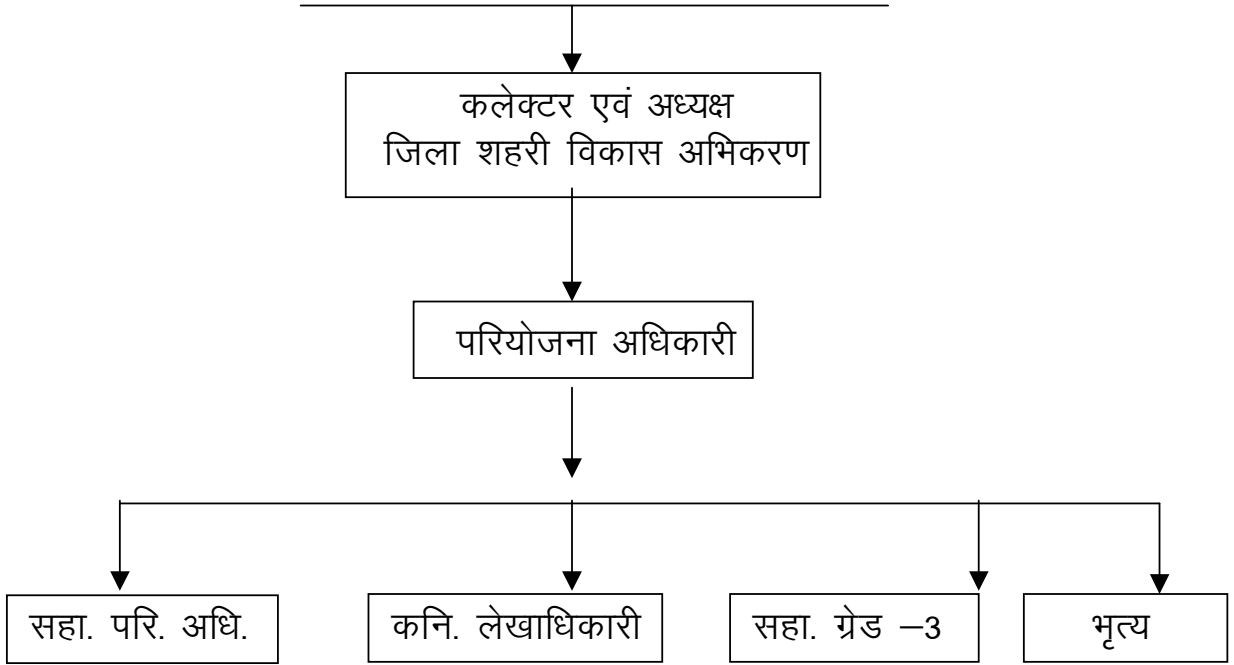 कलेक्टर एवं अध्यक्ष
जिला शहरी विकास अभिकरण
परियोजना अधिकारी
सहा. परि. अधि.
कनि. लेखाधिकारी
सहा. ग्रेड –3
भृत्य